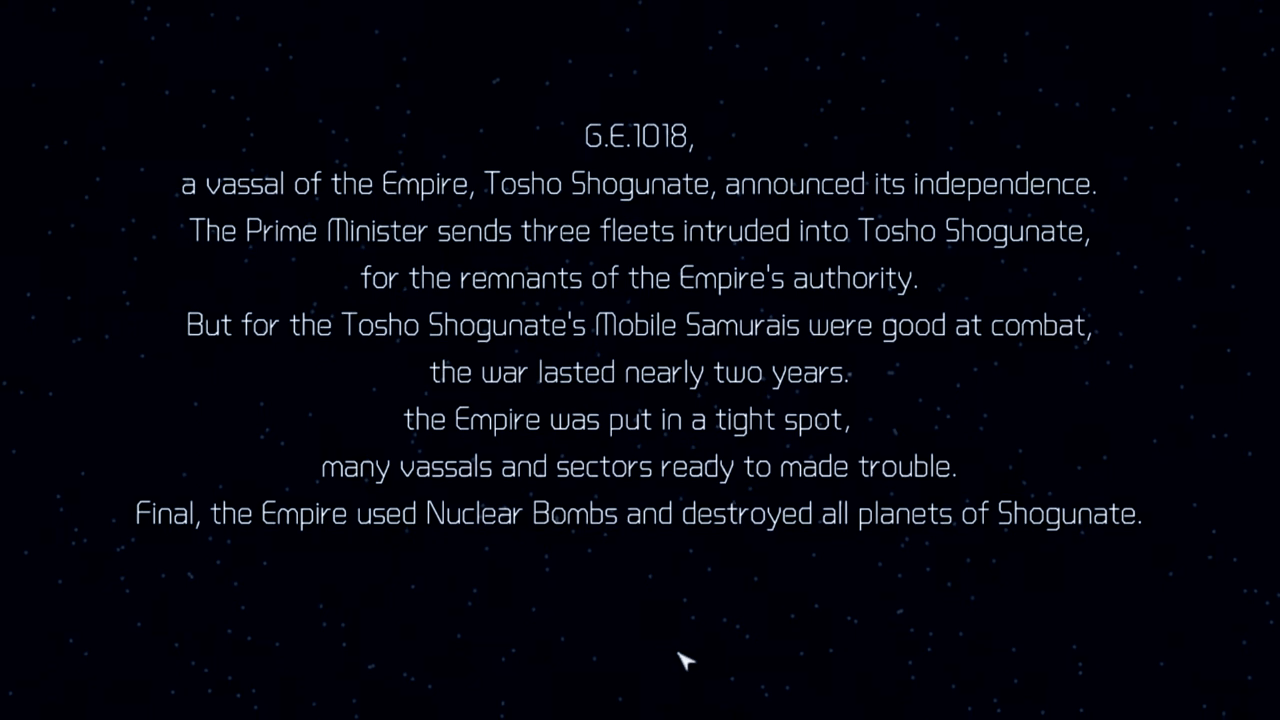 G.E.1018,
a vassal of the Empire, Tosho Shogunate, announced its independence.
The Prime Minister sends three fleets intruded into Tosho Shogunate,
for the remnants of the Empire's authority.
But for the Tosho Shogunate's Mobile Samurais were good at combat,
the war lasted nearly two years.
the Empire was put in a tight spot,
many vassals and sectors ready to made trouble.
Final, the Empire used Nuclear Bombs and destroyed all planets of Shogunate.